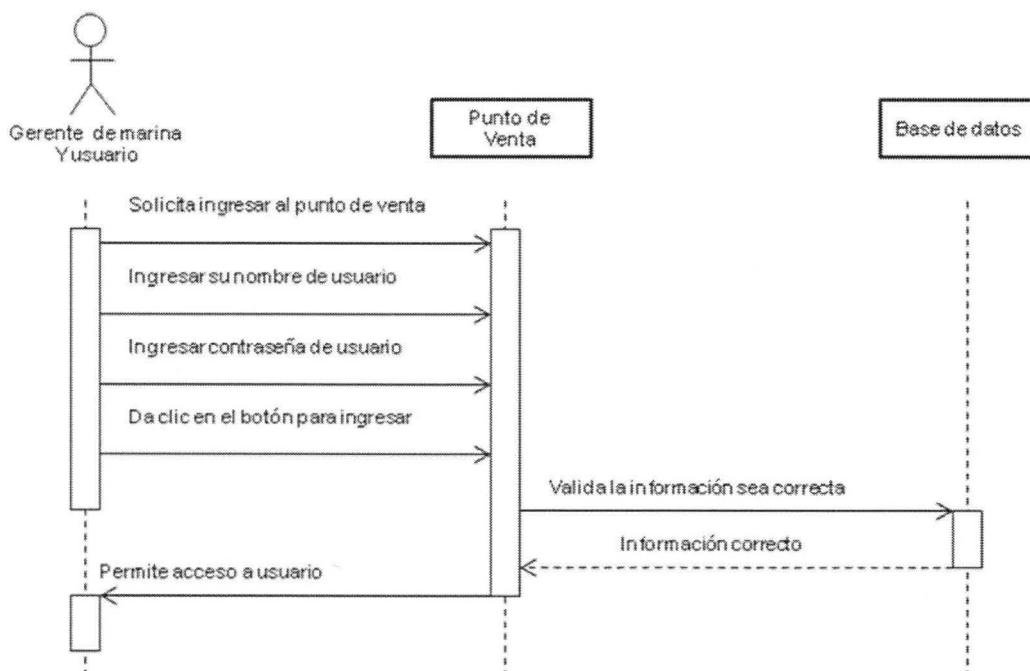 Gerente de marina
Y usuario
Punto de
Venta
Base de datos
Solicita ingresar al punto de venta
Ingresar su nombre de usuario
Ingresar contraseña de usuario
Da clic en el botón para ingresar
Valida la información sea correcta
Información correcto
Permite acceso a usuario